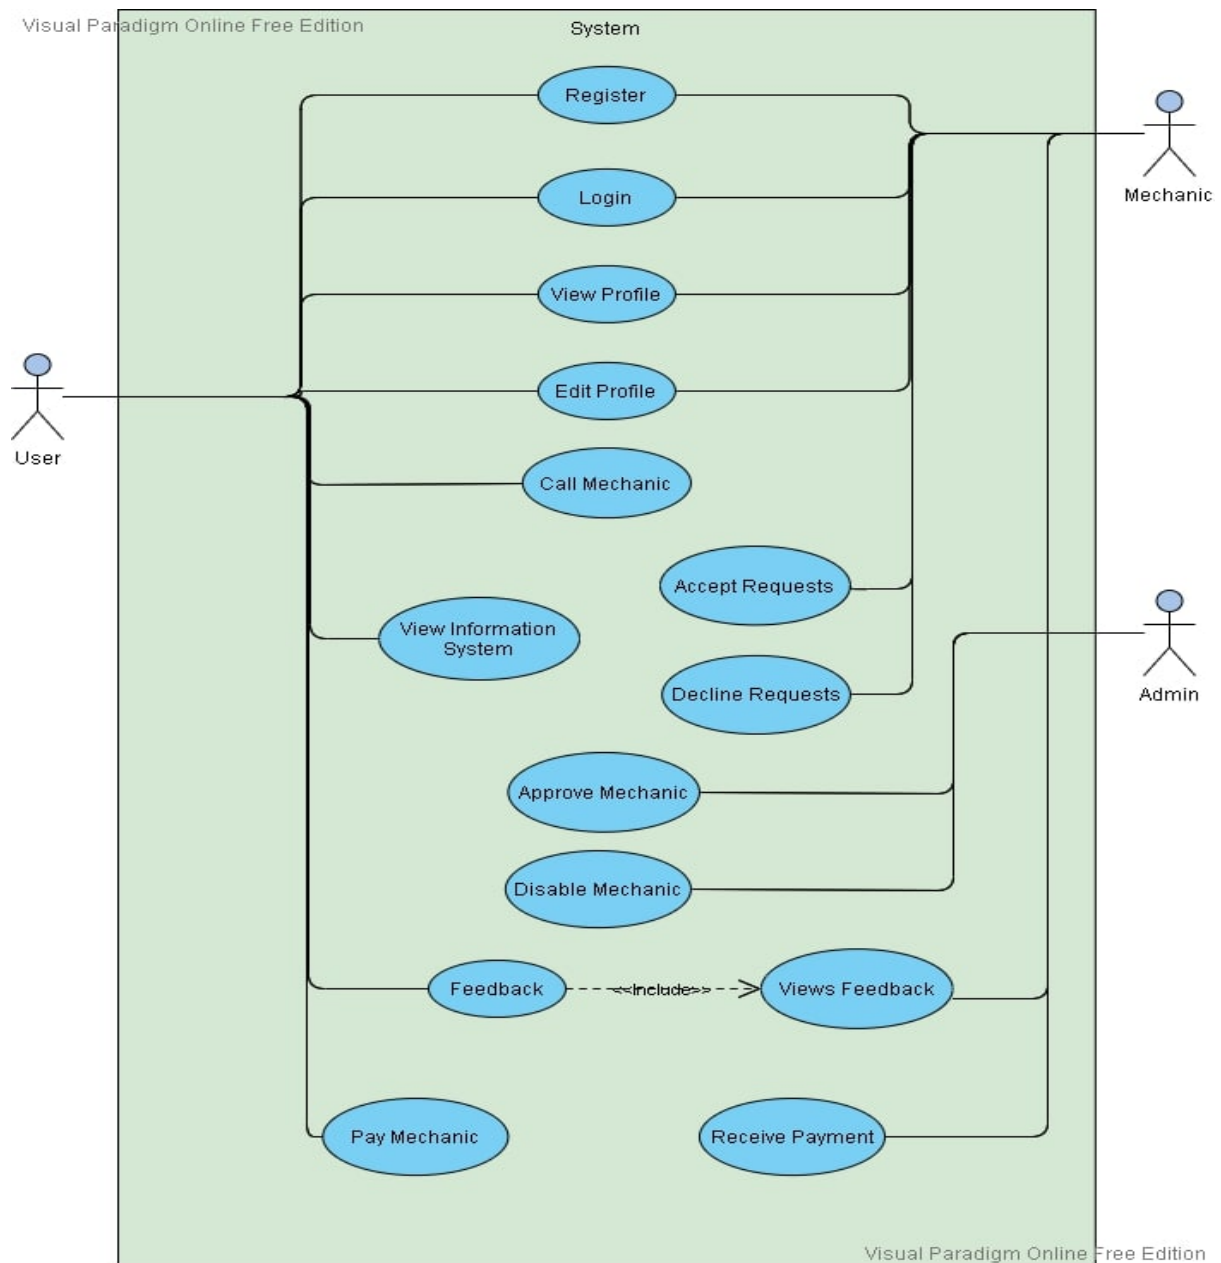 Visual Paradigm Online Free Edition
System
Register
Mechanic
Login
View Profile
Edit Profile
User
Call Mechanic
Accept Requests
View Information
System
Decline Requests
Admin
Approve Mechanic
Disable Mechanic
Feedback
<<Include>>
Views Feedback
Pay Mechanic
Receive Payment
Visual Paradigm Online Free Edition